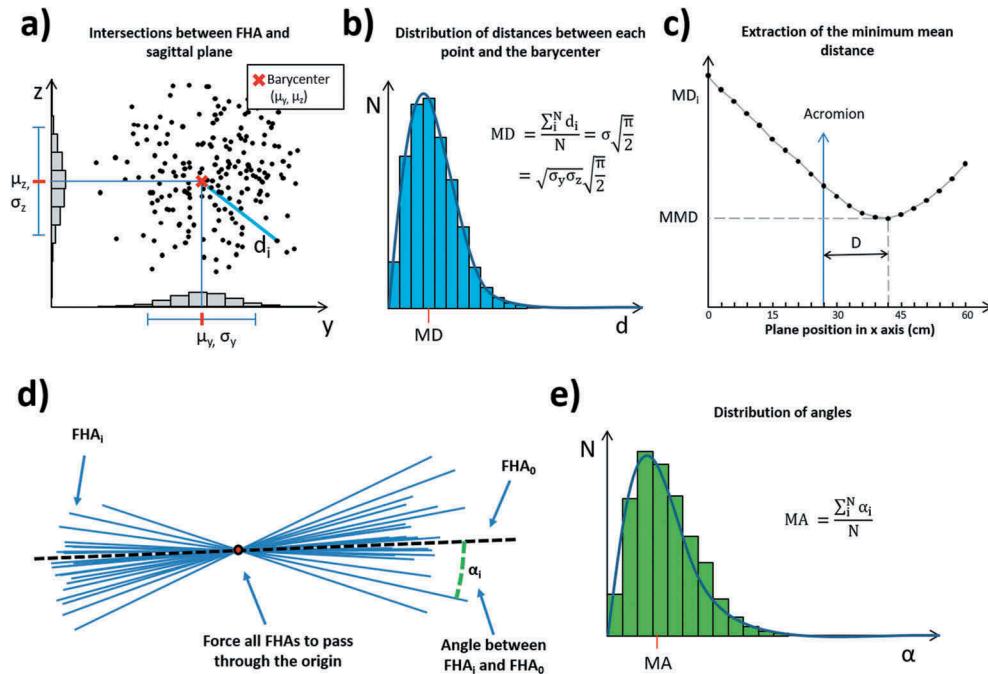 a)
Intersections between FHA and
sagittal plane
Z
Barycenter
(μy, μz)
μz,
σz
di
y
μy, σy
b)
Distribution of distances between each
point and the barycenter
N
MD = ∑ᵢᴺ dᵢ / N = σ√(π/2)
= √(σyσz)√(π/2)
MD
d
c)
Extraction of the minimum mean
distance
MDi
Acromion
MMD
D
0 15 30 45 60
Plane position in x axis (cm)
d)
FHAi
FHA0
αi
Force all FHAs to pass
through the origin
Angle between
FHAi and FHA0
e)
Distribution of angles
N
MA = ∑ᵢᴺ αᵢ / N
MA
α